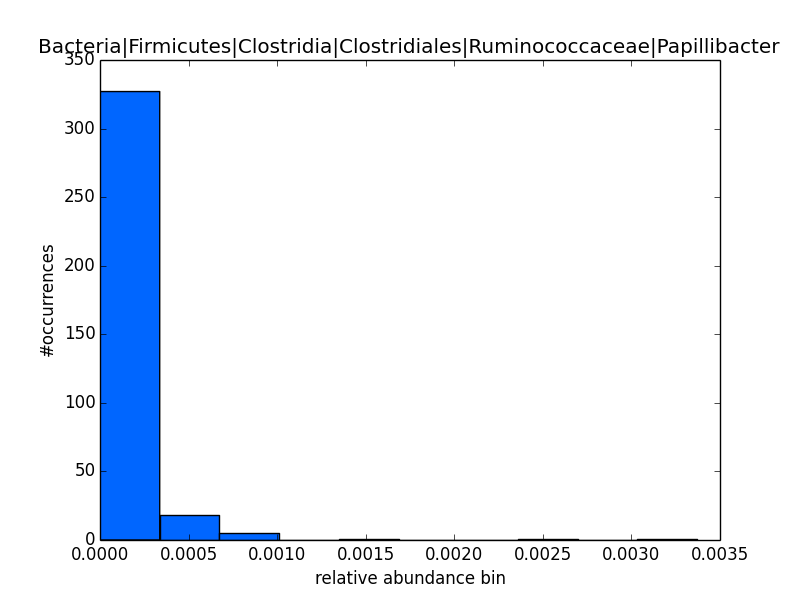 Bacteria|Firmicutes|Clostridia|Clostridiales|Ruminococcaceae|Papillibacter
350
300
250
200
150
100
50
0
#occurrences
0.0000 0.0005 0.0010 0.0015 0.0020 0.0025 0.0030 0.0035
relative abundance bin